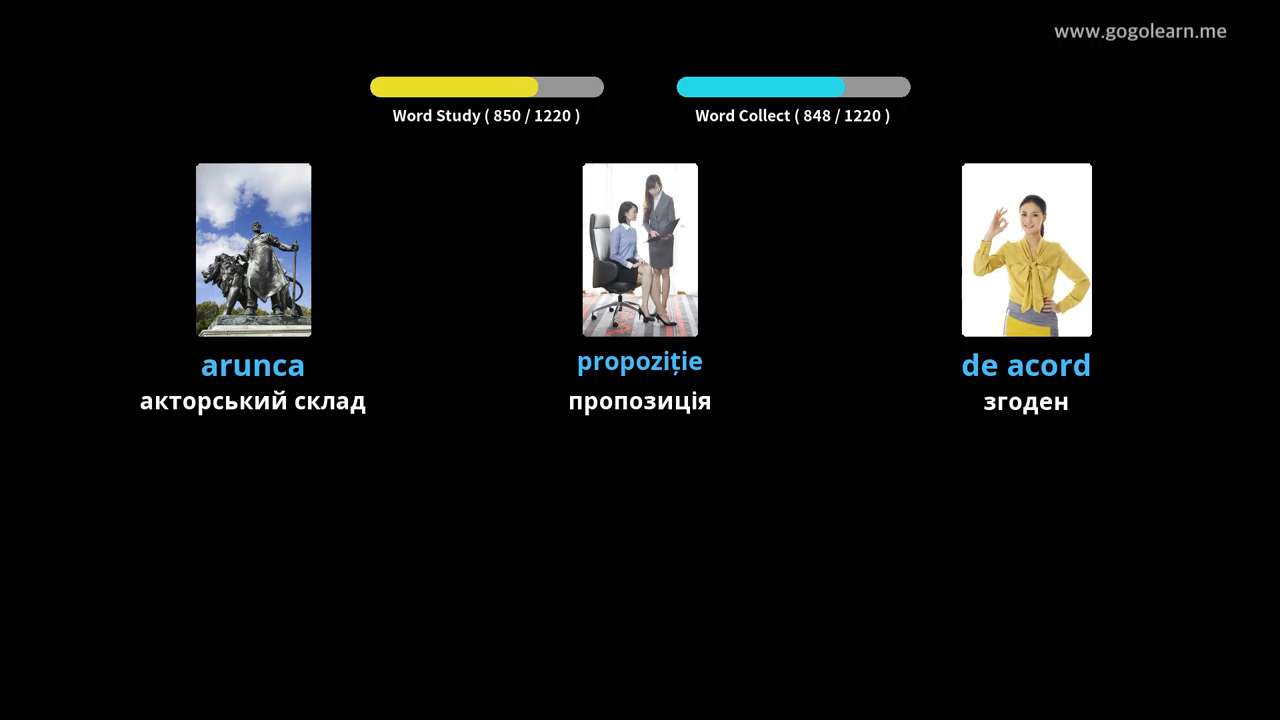 www.gogolearn.me
Word Study ( 850 / 1220 )
Word Collect ( 848 / 1220 )
arunca
акторський склад
propoziție
пропозиція
de acord
згоден